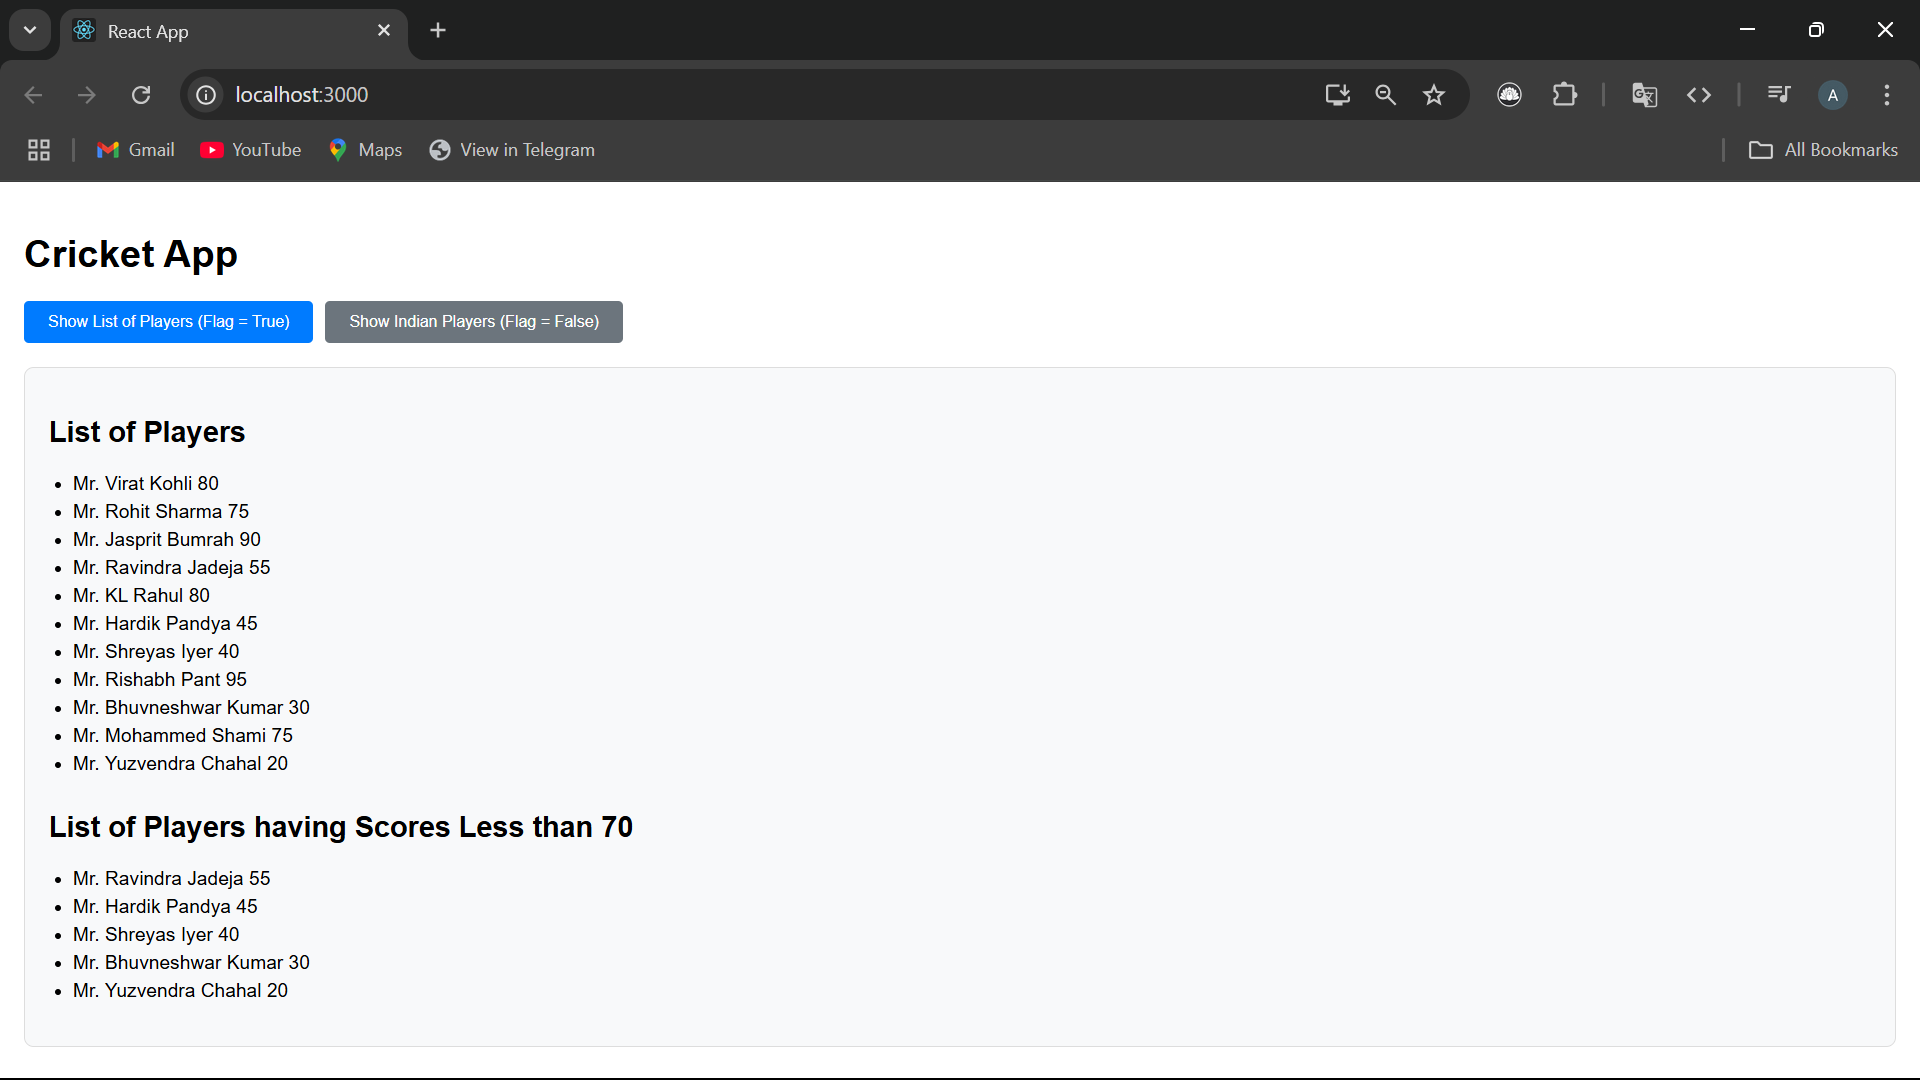 React App
localhost:3000
A
Gmail
YouTube
Maps
View in Telegram
All Bookmarks
Cricket App
Show List of Players (Flag = True)
Show Indian Players (Flag = False)
List of Players
Mr. Virat Kohli 80
Mr. Rohit Sharma 75
Mr. Jasprit Bumrah 90
Mr. Ravindra Jadeja 55
Mr. KL Rahul 80
Mr. Hardik Pandya 45
Mr. Shreyas Iyer 40
Mr. Rishabh Pant 95
Mr. Bhuvneshwar Kumar 30
Mr. Mohammed Shami 75
Mr. Yuzvendra Chahal 20
List of Players having Scores Less than 70
Mr. Ravindra Jadeja 55
Mr. Hardik Pandya 45
Mr. Shreyas Iyer 40
Mr. Bhuvneshwar Kumar 30
Mr. Yuzvendra Chahal 20